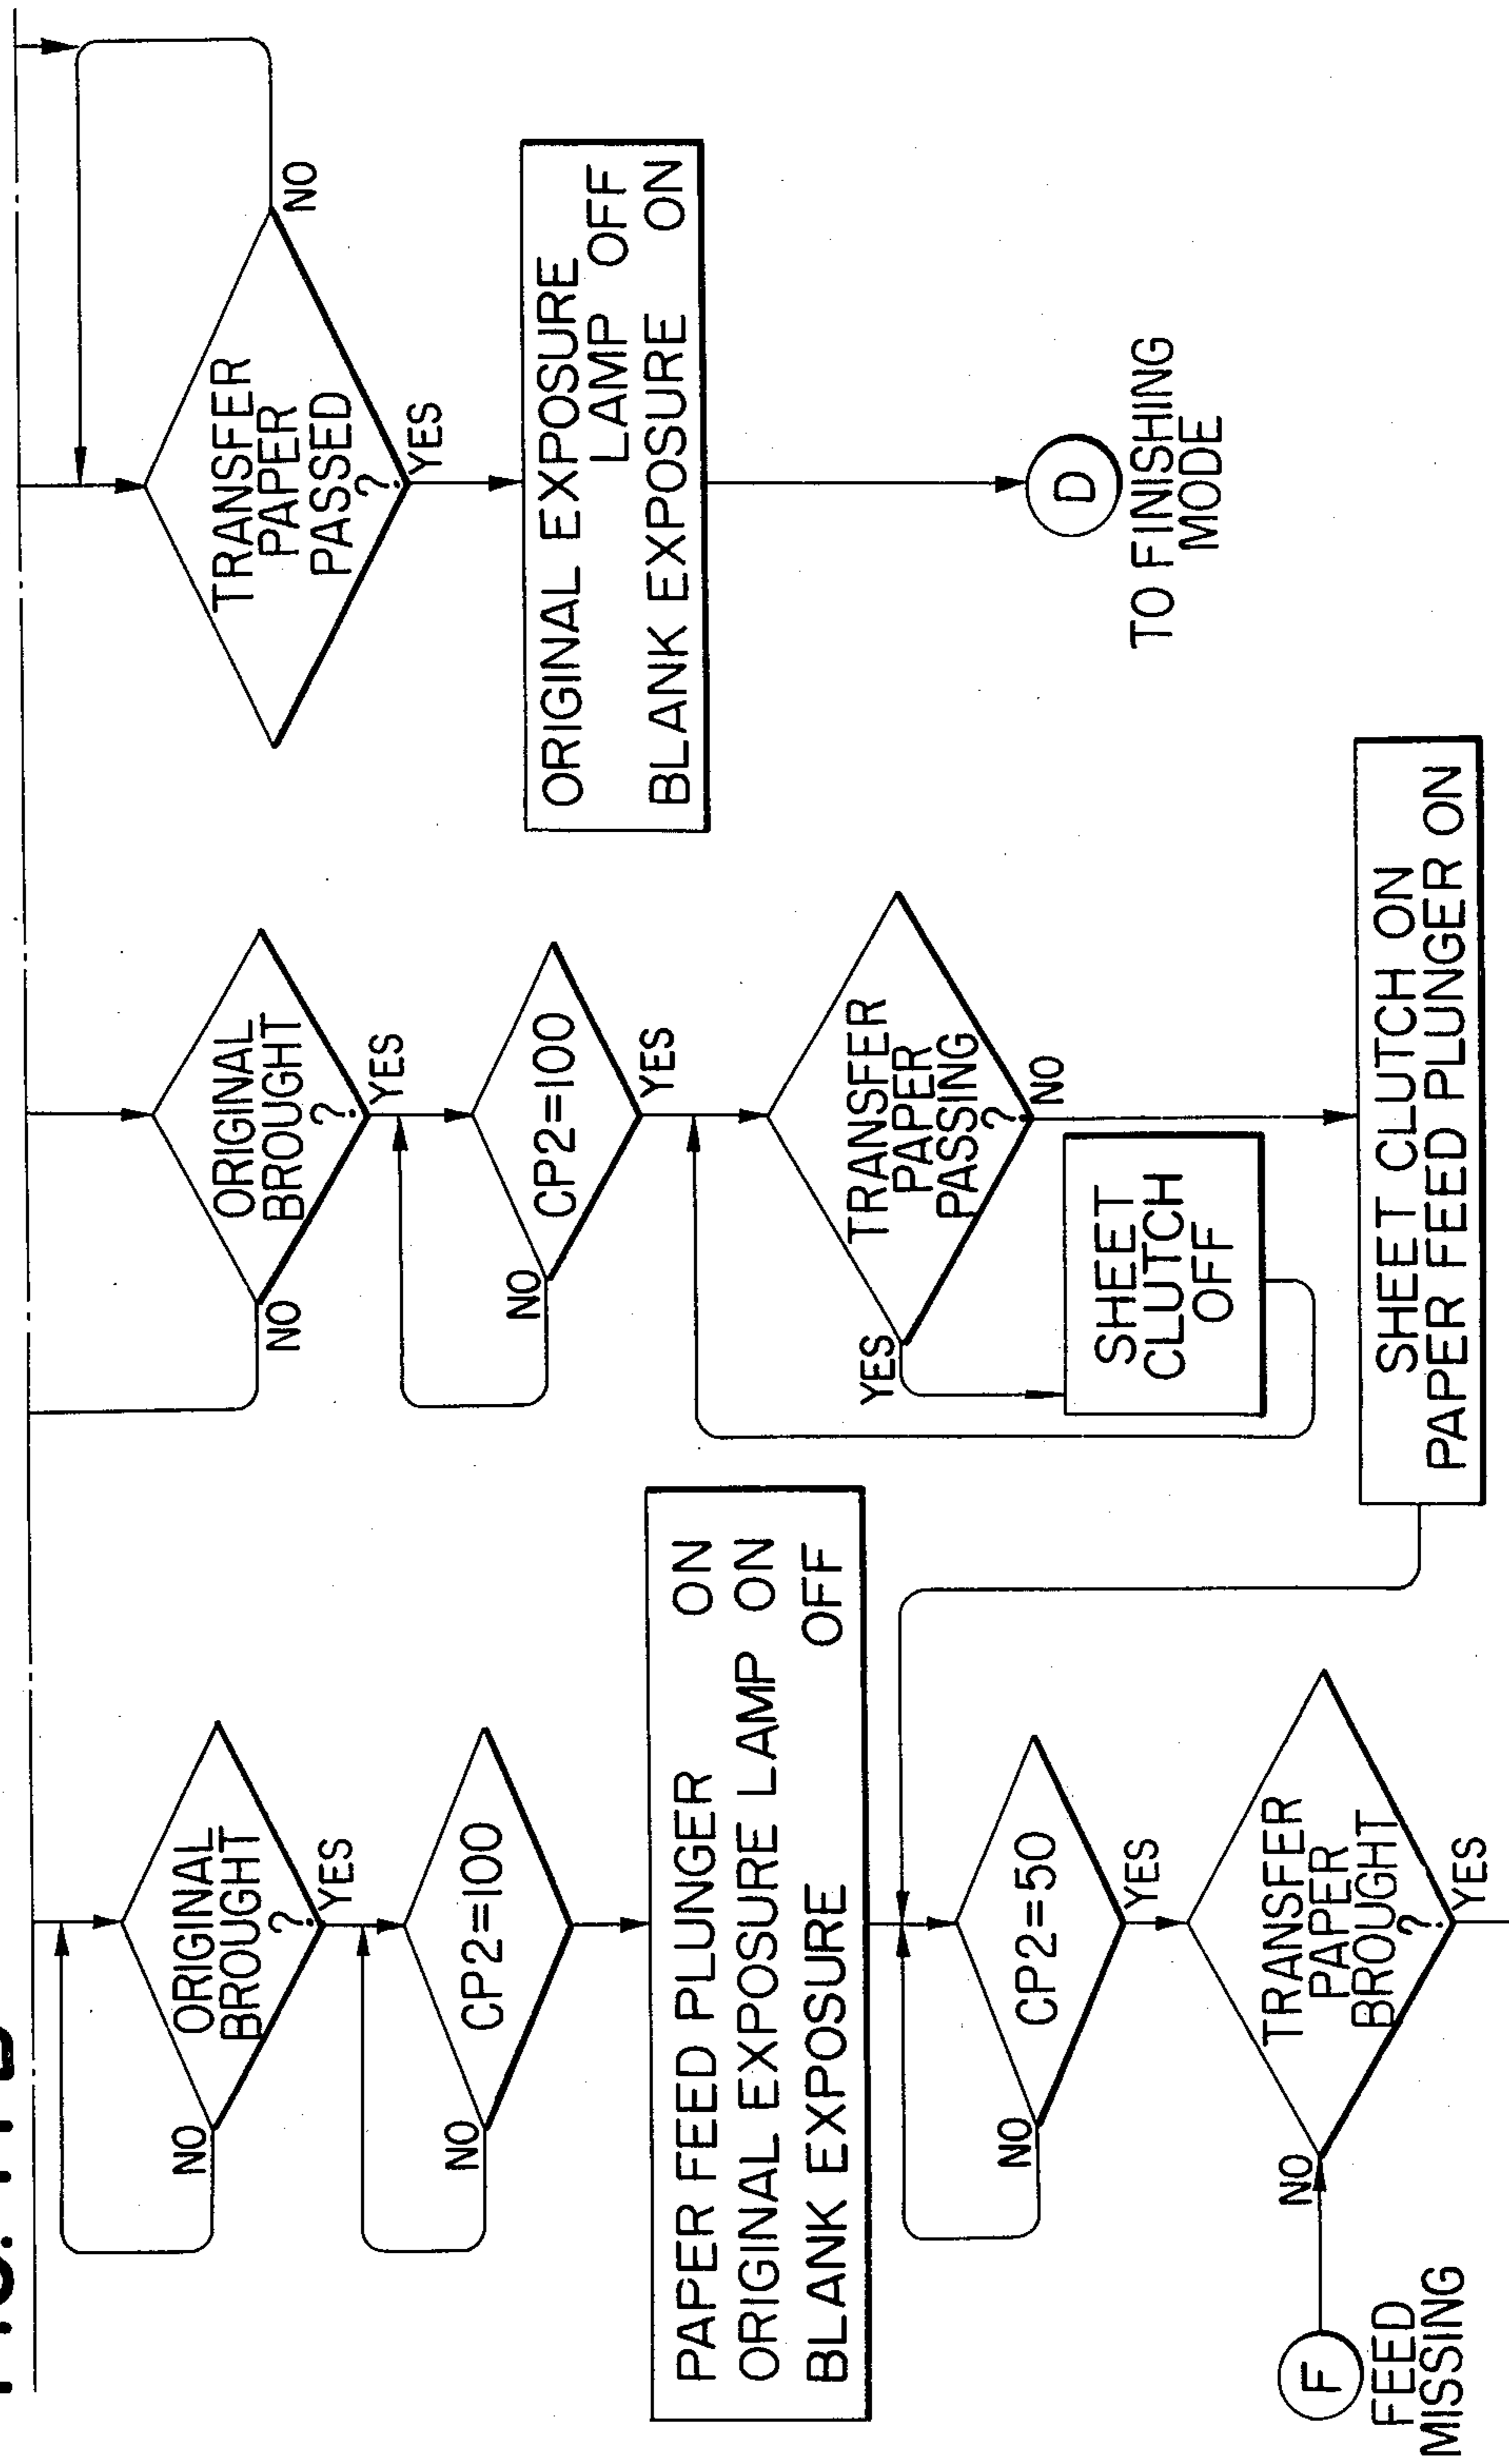 ORIGINAL
BROUGHT
?
NO
YES
CP2=100
NO
PAPER FEED PLUNGER ON
ORIGINAL EXPOSURE LAMP ON
BLANK EXPOSURE OFF
CP2=50
NO
YES
TRANSFER
PAPER
BROUGHT
?
NO
YES
F
FEED
MISSING
ORIGINAL
BROUGHT
?
NO
YES
CP2=100
NO
YES
TRANSFER
PAPER
PASSING
?
YES
NO
SHEET
CLUTCH
OFF
SHEET CLUTCH ON
PAPER FEED PLUNGER ON
TRANSFER
PAPER
PASSED
?
NO
YES
ORIGINAL EXPOSURE
LAMP OFF
BLANK EXPOSURE ON
D
TO FINISHING
MODE